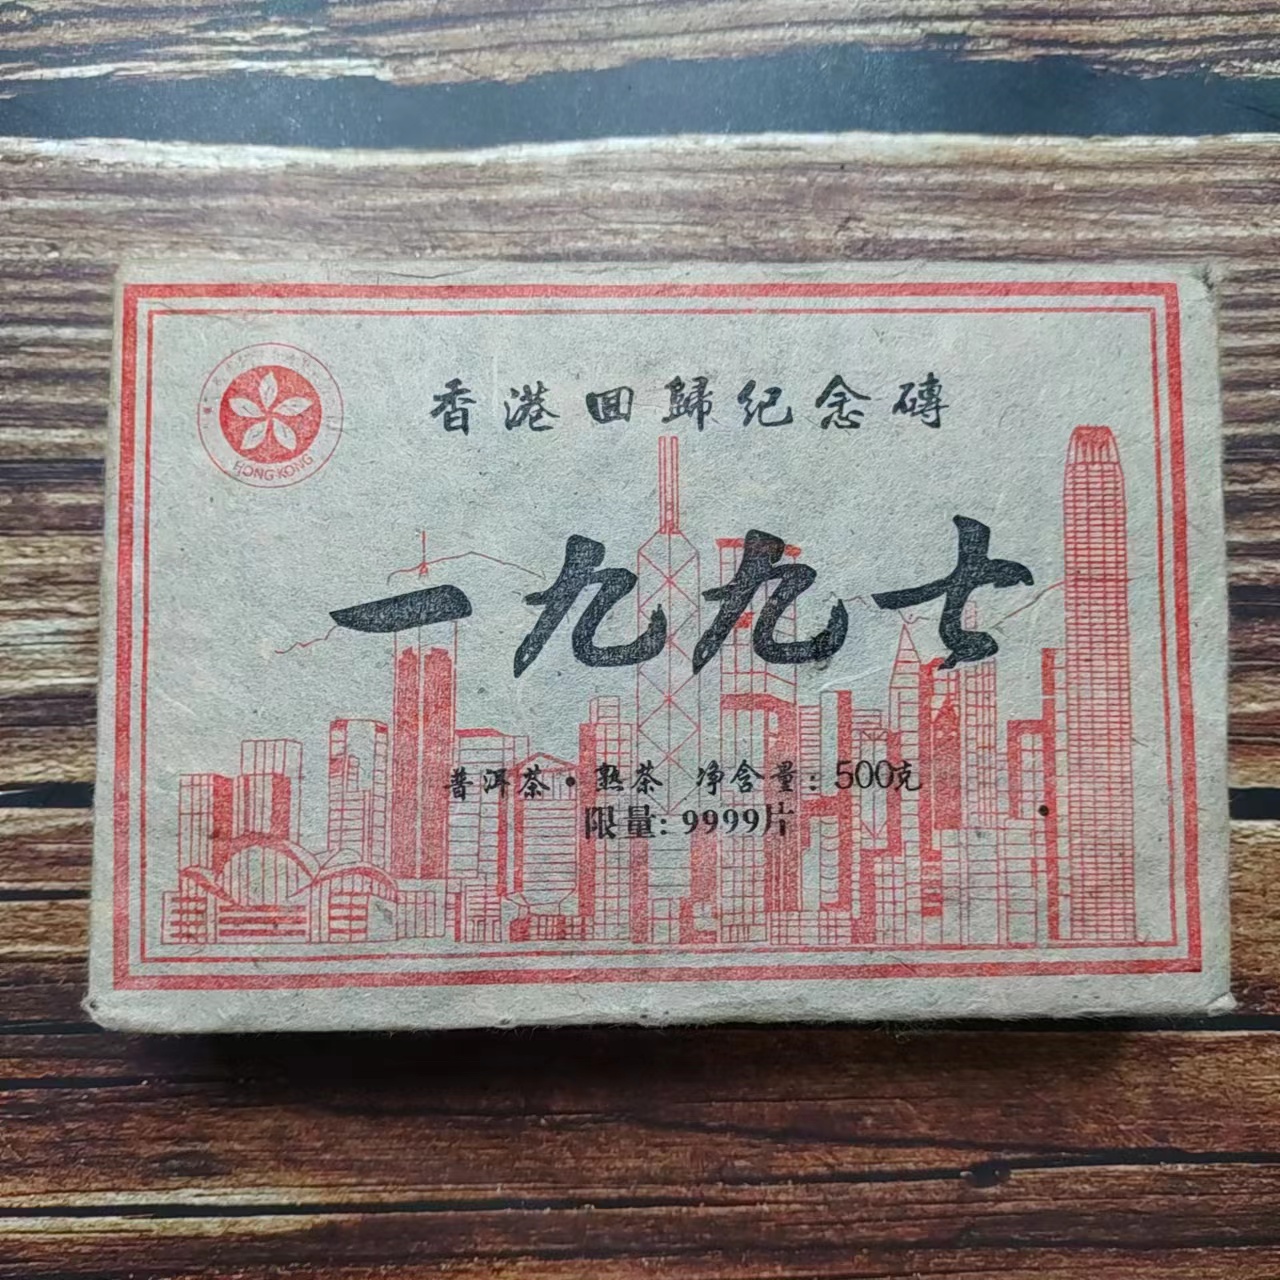 香港回歸纪念磚
HONG KONG
一九九七
普洱茶·熟茶 净含量:500克
限量:9999片